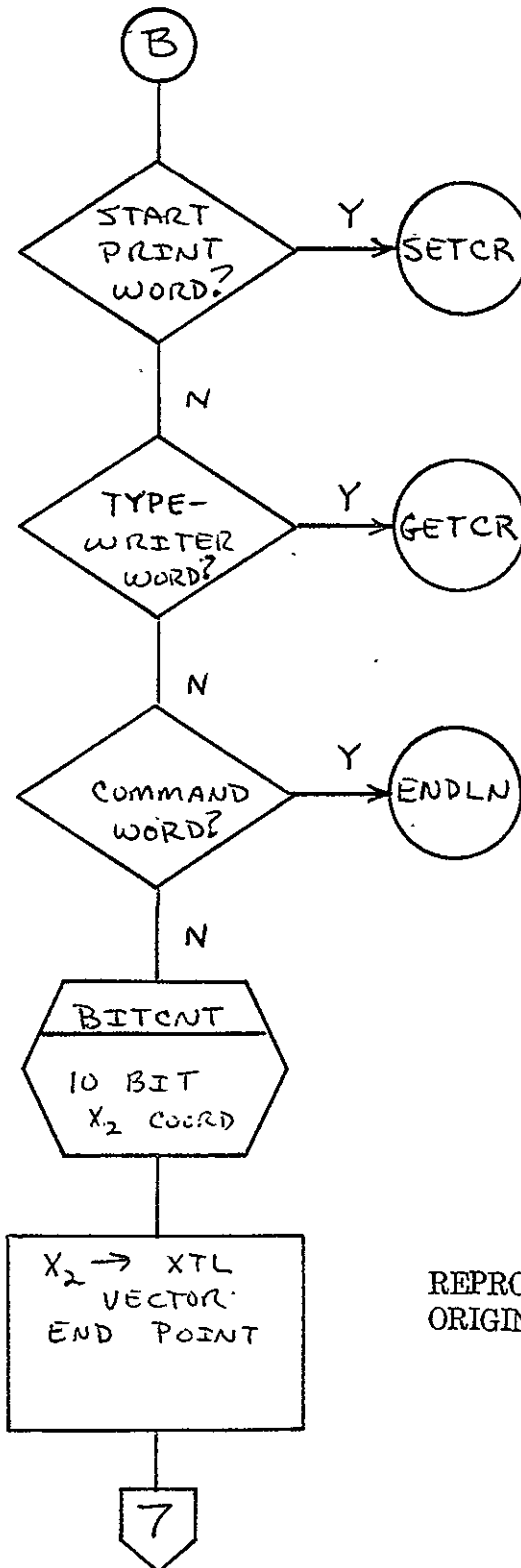 B
START
PRINT
WORD?
Y
SETCR
N
TYPE-
WRITER
WORD?
Y
GETCR
N
COMMAND
WORD?
Y
ENDLN
N
BITCNT
10 BIT
X₂ COORD
X₂ → XTL
VECTOR
END POINT
REPRO
ORIGIN
7